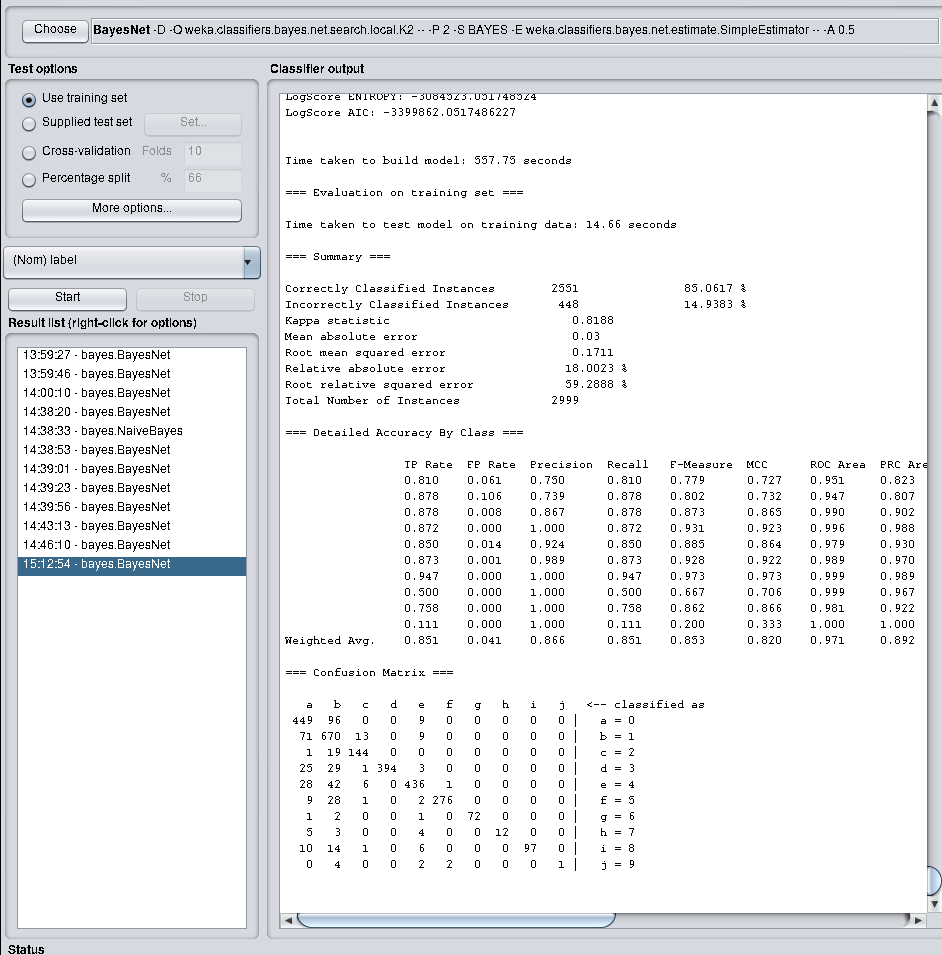 Choose BayesNet -D -Q weka.classifiers.bayes.net.search.local.K2 -- -P 2 -S BAYES -E weka.classifiers.bayes.net.estimate.SimpleEstimator -- -A 0.5
Test options
Use training set
Supplied test set Set...
Cross-validation Folds 10
Percentage split % 66
More options...
(Nom) label
Start Stop
Result list (right-click for options)
13:59:27 - bayes.BayesNet
13:59:46 - bayes.BayesNet
14:00:10 - bayes.BayesNet
14:38:20 - bayes.BayesNet
14:38:33 - bayes.NaiveBayes
14:38:53 - bayes.BayesNet
14:39:01 - bayes.BayesNet
14:39:23 - bayes.BayesNet
14:39:56 - bayes.BayesNet
14:43:13 - bayes.BayesNet
14:46:10 - bayes.BayesNet
15:12:54 - bayes.BayesNet
Classifier output
LogScore ENTROPY: -3084523.051748524
LogScore AIC: -3399862.0517486227
Time taken to build model: 557.75 seconds
=== Evaluation on training set ===
Time taken to test model on training data: 14.66 seconds
=== Summary ===
Correctly Classified Instances 2551 85.0617 %
Incorrectly Classified Instances 448 14.9383 %
Kappa statistic 0.8188
Mean absolute error 0.03
Root mean squared error 0.1711
Relative absolute error 18.0023 %
Root relative squared error 59.2888 %
Total Number of Instances 2999
=== Detailed Accuracy By Class ===
TP Rate FP Rate Precision Recall F-Measure MCC ROC Area PRC Are
0.810 0.061 0.750 0.810 0.779 0.727 0.951 0.823
0.878 0.106 0.739 0.878 0.802 0.732 0.947 0.807
0.878 0.008 0.867 0.878 0.873 0.865 0.990 0.902
0.872 0.000 1.000 0.872 0.931 0.923 0.996 0.988
0.850 0.014 0.924 0.850 0.885 0.864 0.979 0.930
0.873 0.001 0.989 0.873 0.928 0.922 0.989 0.970
0.947 0.000 1.000 0.947 0.973 0.973 0.999 0.989
0.500 0.000 1.000 0.500 0.667 0.706 0.999 0.967
0.758 0.000 1.000 0.758 0.862 0.866 0.981 0.922
0.111 0.000 1.000 0.111 0.200 0.333 1.000 1.000
Weighted Avg. 0.851 0.041 0.866 0.851 0.853 0.820 0.971 0.892
=== Confusion Matrix ===
a b c d e f g h i j <-- classified as
449 96 0 0 9 0 0 0 0 0 | a = 0
71 670 13 0 9 0 0 0 0 0 | b = 1
1 19 144 0 0 0 0 0 0 0 | c = 2
25 29 1 394 3 0 0 0 0 0 | d = 3
28 42 6 0 436 1 0 0 0 0 | e = 4
9 28 1 0 2 276 0 0 0 0 | f = 5
1 2 0 0 1 0 72 0 0 0 | g = 6
5 3 0 0 4 0 0 12 0 0 | h = 7
10 14 1 0 6 0 0 0 97 0 | i = 8
0 4 0 0 2 2 0 0 0 1 | j = 9
Status